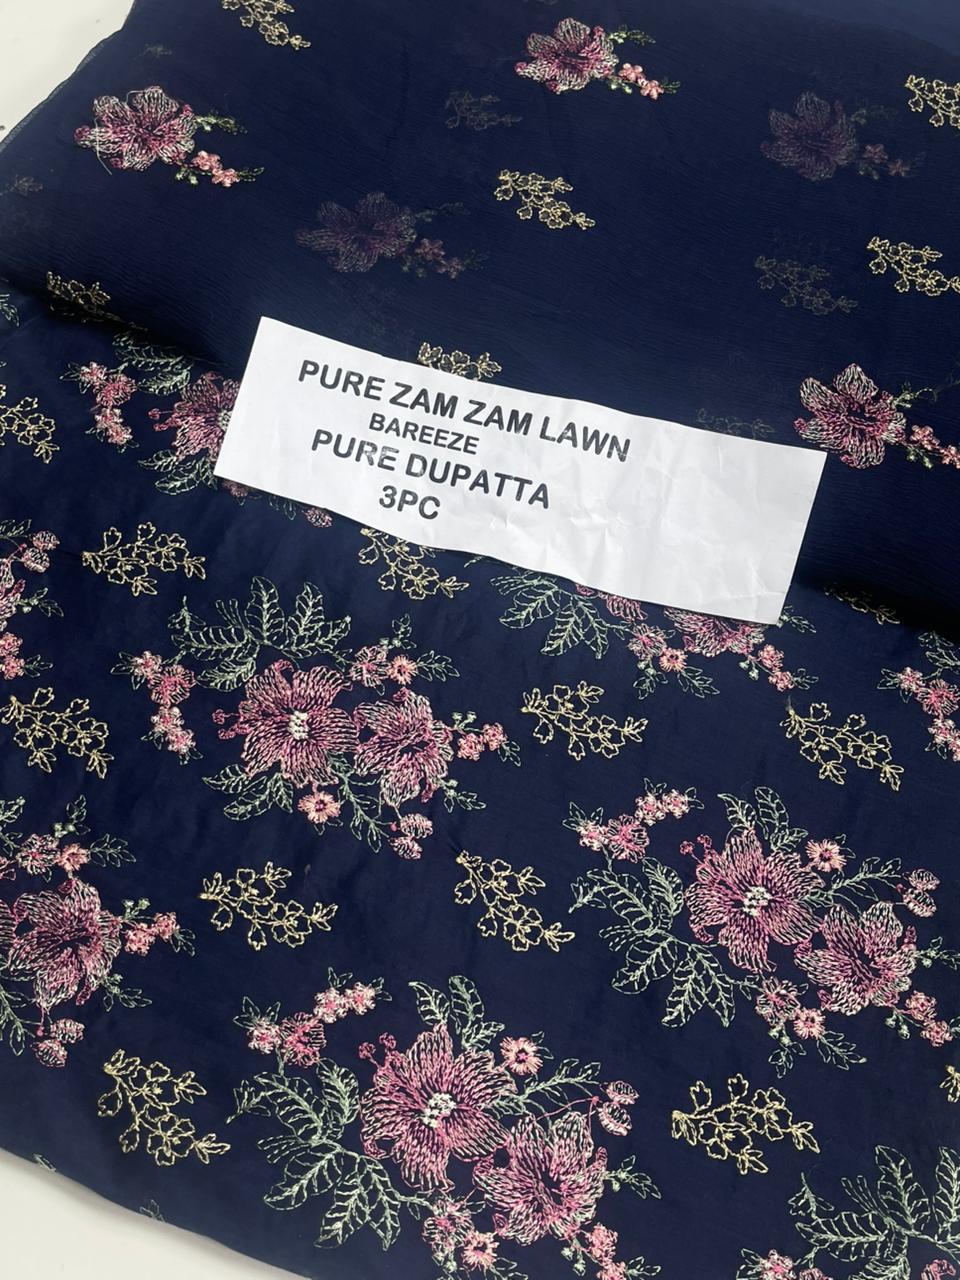 PURE ZAM ZAM LAWN
BAREEZE
PURE DUPATTA
3PC